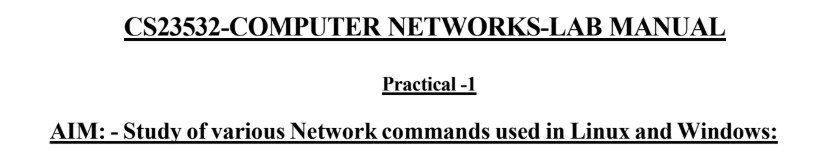 CS23532-COMPUTER NETWORKS-LAB MANUAL
Practical -1
AIM: - Study of various Network commands used in Linux and Windows: